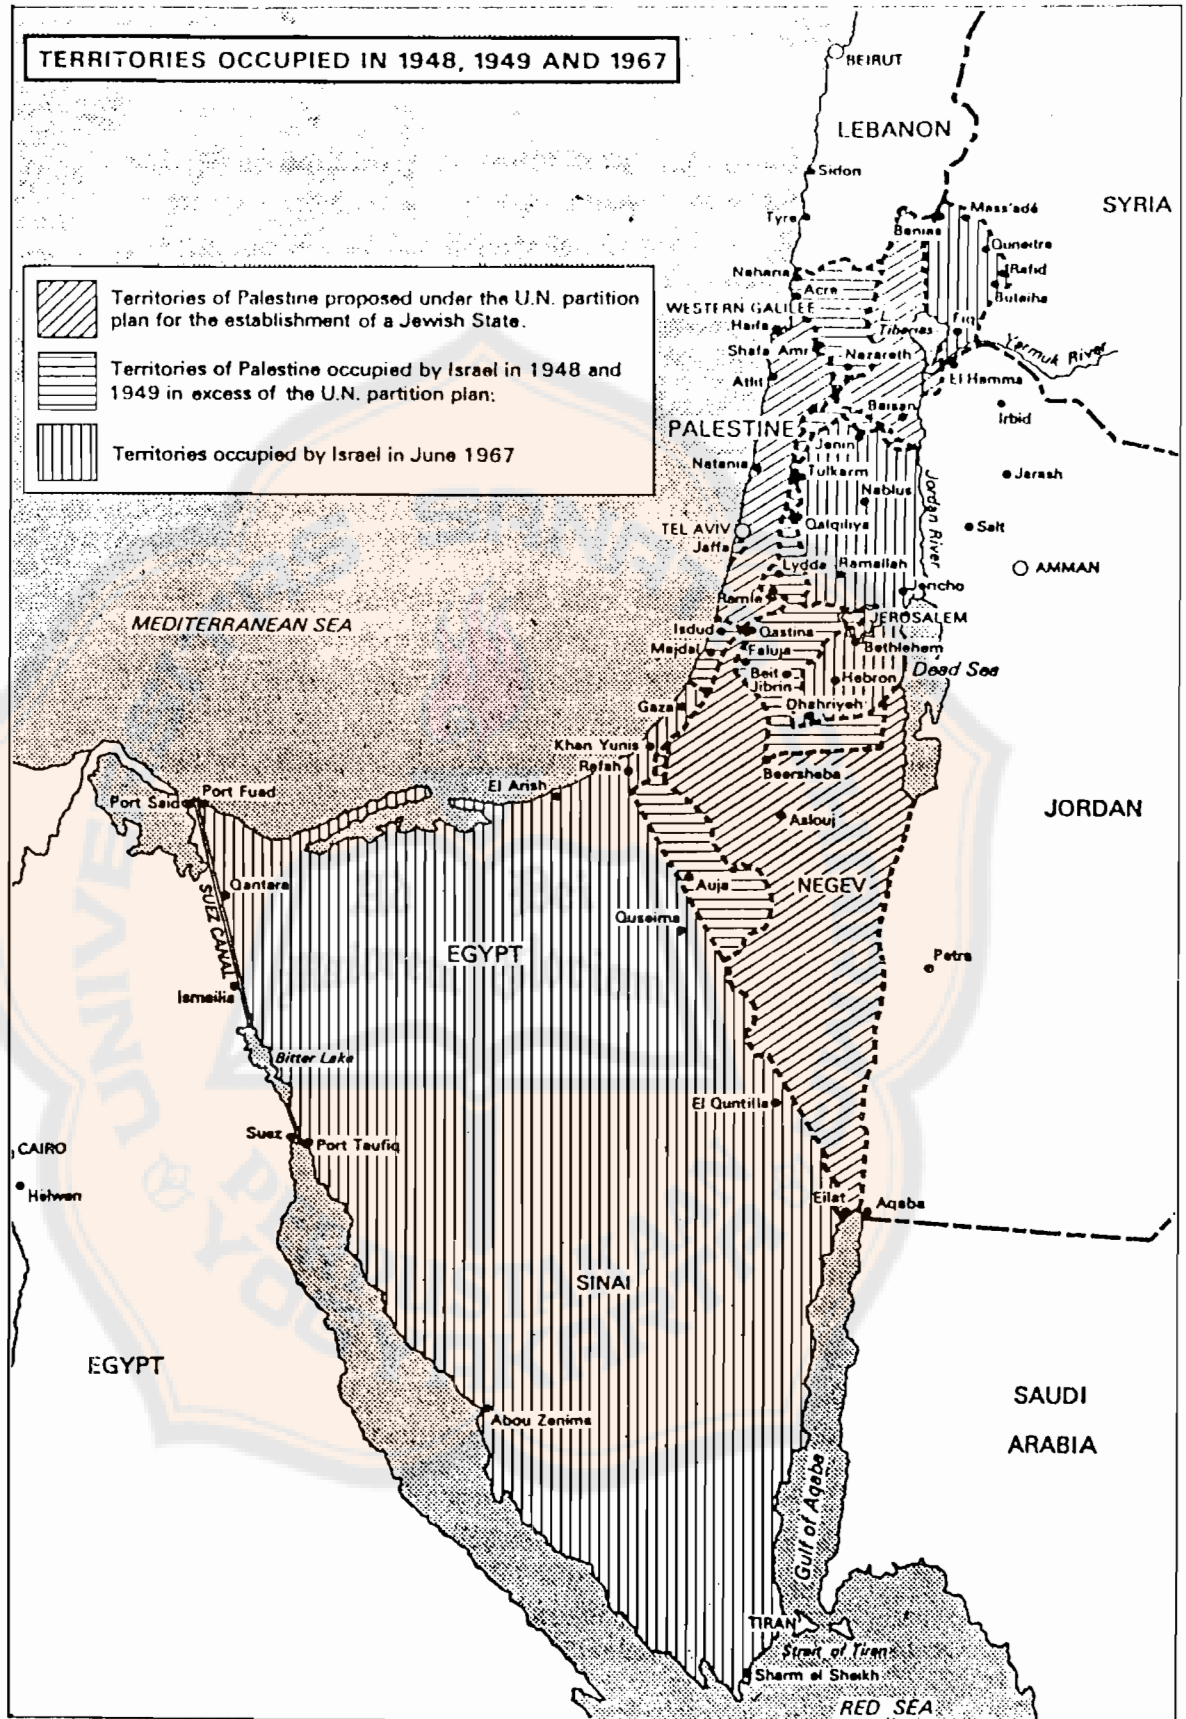 TERRITORIES OCCUPIED IN 1948, 1949 AND 1967
BEIRUT
LEBANON
Sidon
SYRIA
Tyre
Mass'adé
Banias
Quneitra
Rafid
Buteiha
Naharia
Acre
WESTERN GALILEE
Haifa
Tiberias
Fiq
Yarmuk River
Shafa Amr
Nazareth
El Hamma
Atlit
Territories of Palestine proposed under the U.N. partition
plan for the establishment of a Jewish State.
Territories of Palestine occupied by Israel in 1948 and
1949 in excess of the U.N. partition plan;
Territories occupied by Israel in June 1967
Baisan
Irbid
PALESTINE
Jenin
Natania
Tulkarm
Jarash
Nablus
Jordan River
Qalqiliya
Salt
TEL AVIV
Jaffa
Lydda
Ramallah
AMMAN
Ramle
Jericho
MEDITERRANEAN SEA
JERUSALEM
Isdud
Qastina
Majdal
Faluja
Bethlehem
Beit
Jibrin
Hebron
Dead Sea
Gaza
Dhahriyeh
Khan Yunis
Rafah
Beersheba
El Arish
Port Said
Port Fuad
Aslouj
JORDAN
Qantara
SUEZ CANAL
Auja
NEGEV
Quseima
EGYPT
Petra
Ismailia
Bitter Lake
El Quntilla
Suez
Port Taufiq
CAIRO
Helwan
Eilat
Aqaba
SINAI
EGYPT
SAUDI
ARABIA
Abou Zenima
Gulf of Aqaba
TIRAN
Strait of Tiran
Sharm el Sheikh
RED SEA
UNIVERSITAS SANATA